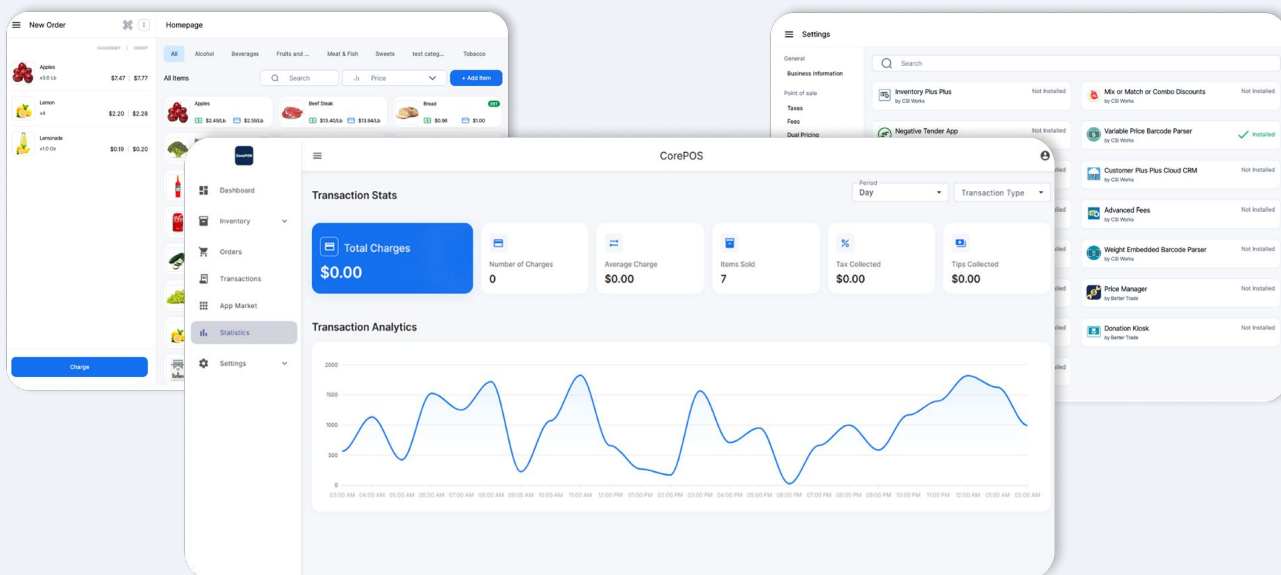 New Order
CASH/DEBIT | CREDIT
Apples
x3.0 Lb
$7.47 | $7.77
Lemon
x4
$2.20 | $2.28
Lemonade
x1.0 Oz
$0.19 | $0.20
Charge
Homepage
All
Alcohol
Beverages
Fruits and ...
Meat & Fish
Sweets
test categ...
Tobacco
All Items
Search
Price
+ Add Item
Apples
$2.49/Lb
$2.59/Lb
Beef Steak
$13.40/Lb
$13.94/Lb
Bread
EBT
$0.96
$1.00
Settings
General
Business Information
Point of sale
Taxes
Fees
Dual Pricing
Search
Inventory Plus Plus
by CSI Works
Not Installed
Mix or Match or Combo Discounts
by CSI Works
Not Installed
Negative Tender App
Not Installed
Variable Price Barcode Parser
by CSI Works
Installed
Customer Plus Plus Cloud CRM
by CSI Works
Not Installed
Advanced Fees
by CSI Works
Not Installed
Weight Embedded Barcode Parser
by CSI Works
Not Installed
Price Manager
by Better Trade
Not Installed
Donation Kiosk
by Better Trade
Not Installed
CorePOS
Dashboard
Inventory
Orders
Transactions
App Market
Statistics
Settings
CorePOS
Transaction Stats
Period
Day
Transaction Type
Total Charges
$0.00
Number of Charges
0
Average Charge
$0.00
Items Sold
7
Tax Collected
$0.00
Tips Collected
$0.00
Transaction Analytics
2000
1500
1000
500
0
03:00 AM 04:00 AM 05:00 AM 06:00 AM 07:00 AM 08:00 AM 09:00 AM 10:00 AM 11:00 AM 12:00 PM 01:00 PM 02:00 PM 03:00 PM 04:00 PM 05:00 PM 06:00 PM 07:00 PM 08:00 PM 09:00 PM 10:00 PM 11:00 PM 12:00 AM 01:00 AM 02:00 AM